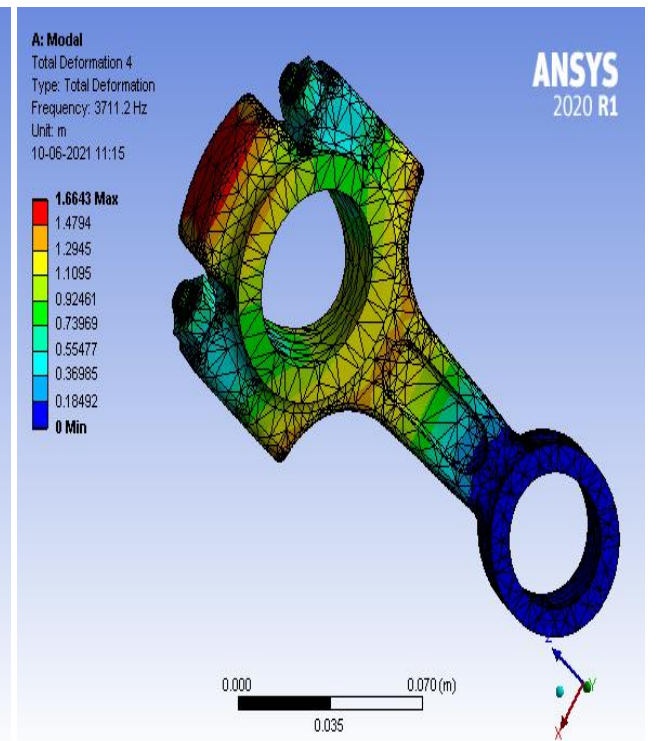 A: Modal
Total Deformation 4
Type: Total Deformation
Frequency: 3711.2 Hz
Unit: m
10-06-2021 11:15
ANSYS
2020 R1
1.6643 Max
1.4794
1.2945
1.1095
0.92461
0.73969
0.55477
0.36985
0.18492
0 Min
0.000
0.070 (m)
0.035
Z
Y
X